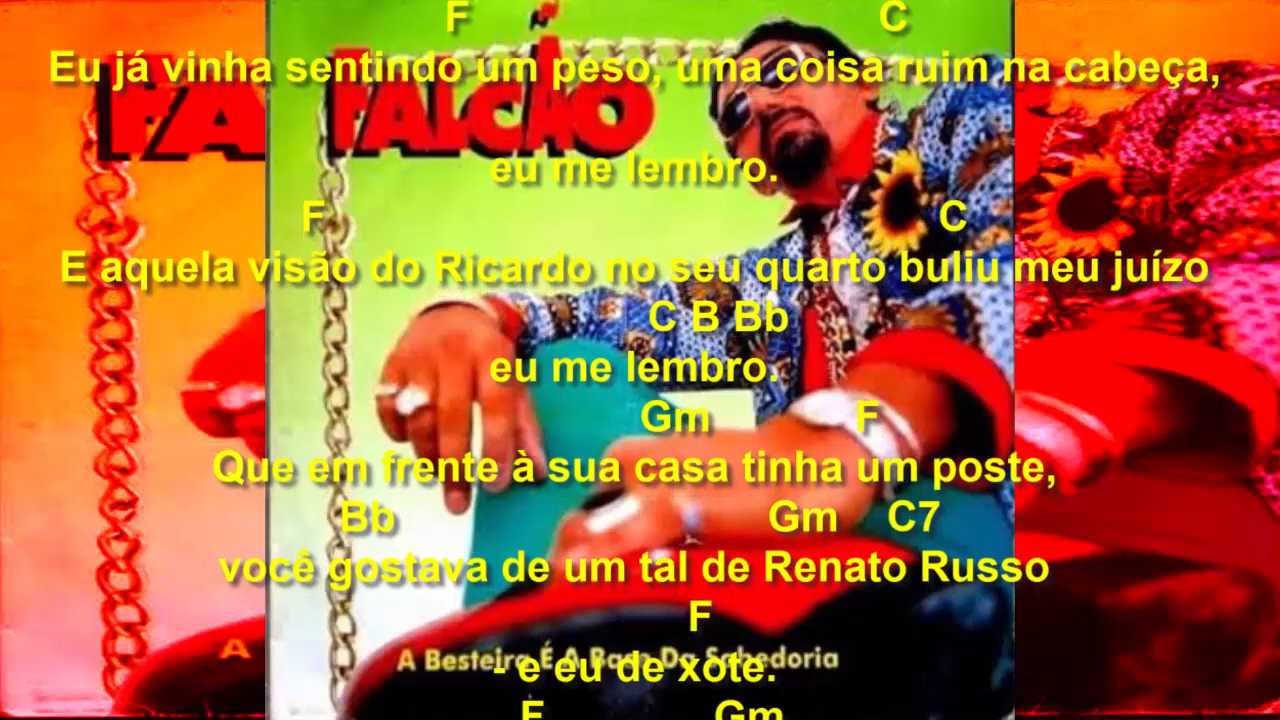 F C
Eu já vinha sentindo um peso, uma coisa ruim na cabeça,
FA FALCÃO
eu me lembro.
F C
E aquela visão do Ricardo no seu quarto buliu meu juízo
C B Bb
eu me lembro.
Gm F
Que em frente à sua casa tinha um poste,
Bb Gm C7
você gostava de um tal de Renato Russo
F
A A Besteira É A Base Da Sabedoria
- e eu de xote.
F Gm